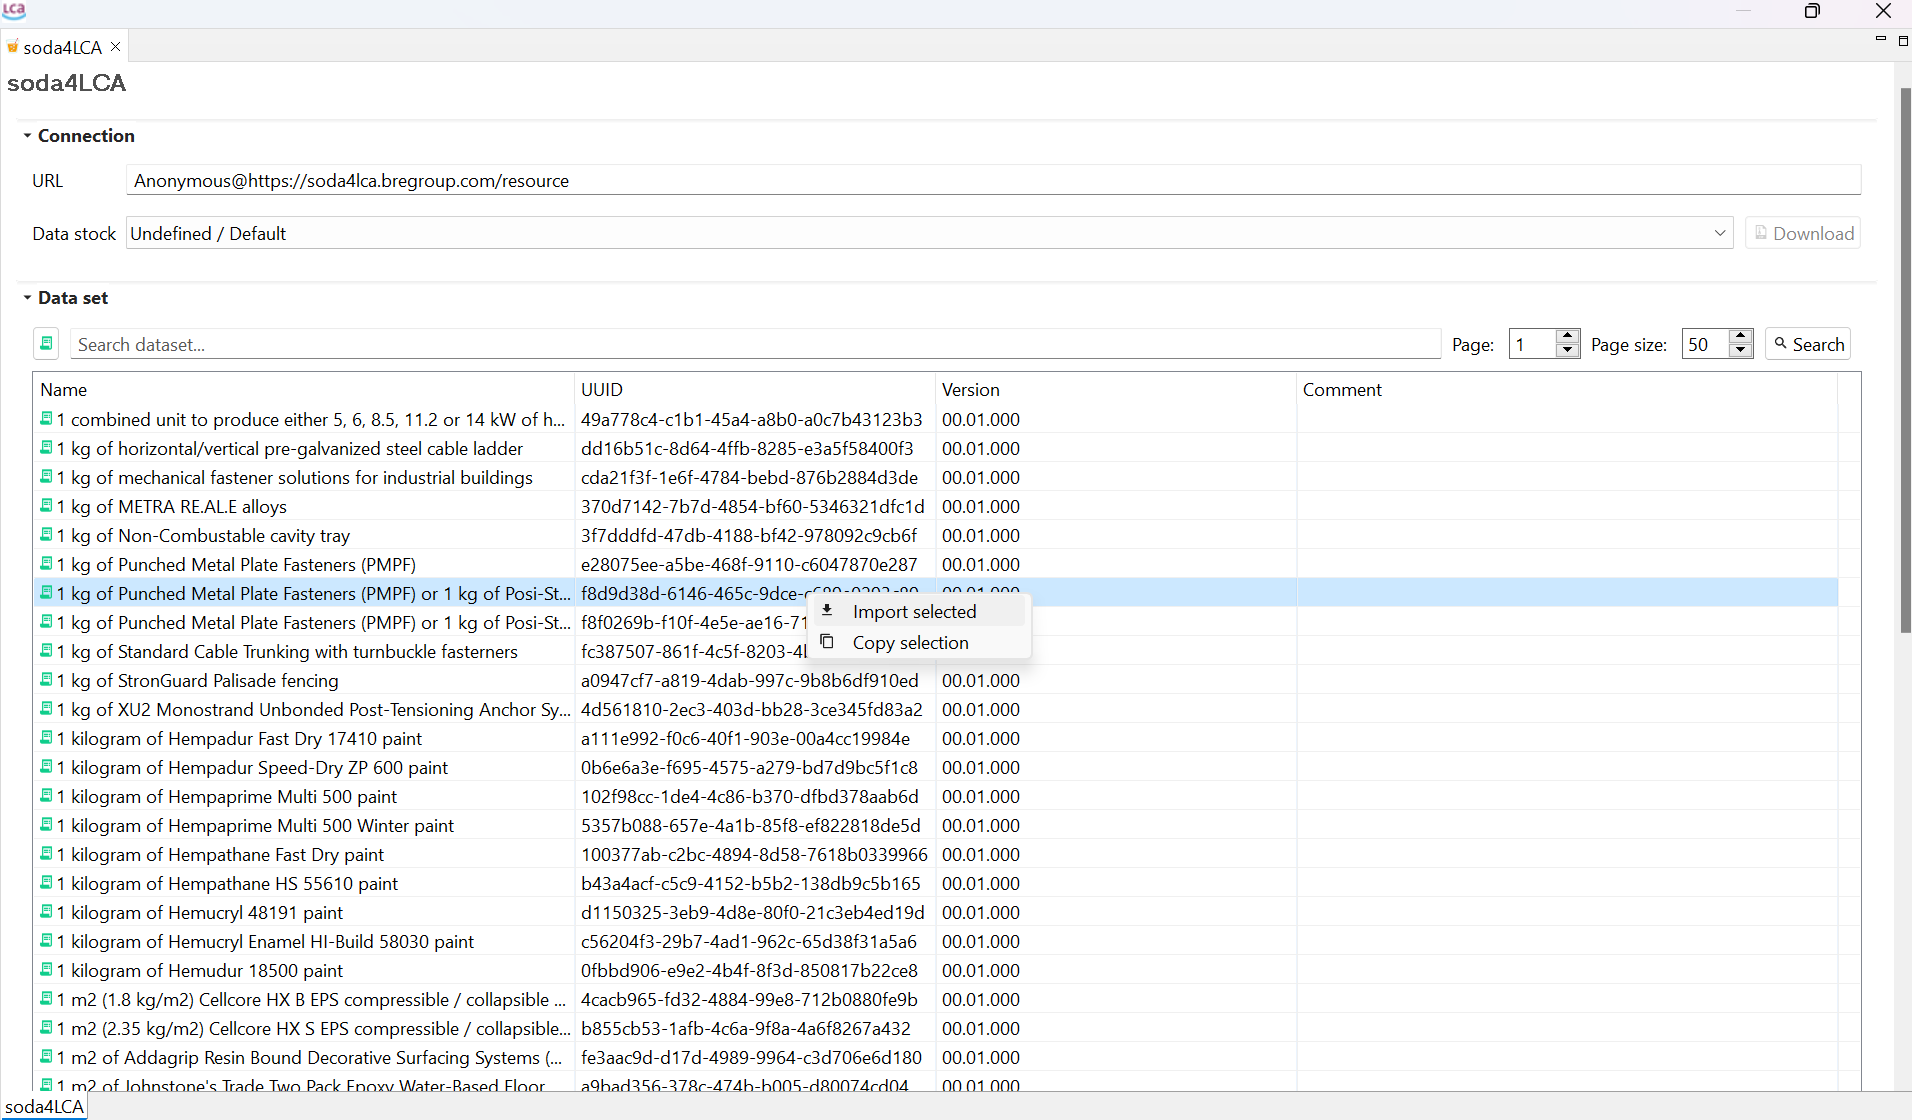 LCA
soda4LCA
soda4LCA
Connection
URL Anonymous@https://soda4lca.bregroup.com/resource
Data stock Undefined / Default Download
Data set
Search dataset... Page: 1 Page size: 50 Search
Name UUID Version Comment
1 combined unit to produce either 5, 6, 8.5, 11.2 or 14 kW of h... 49a778c4-c1b1-45a4-a8b0-a0c7b43123b3 00.01.000
1 kg of horizontal/vertical pre-galvanized steel cable ladder dd16b51c-8d64-4ffb-8285-e3a5f58400f3 00.01.000
1 kg of mechanical fastener solutions for industrial buildings cda21f3f-1e6f-4784-bebd-876b2884d3de 00.01.000
1 kg of METRA RE.AL.E alloys 370d7142-7b7d-4854-bf60-5346321dfc1d 00.01.000
1 kg of Non-Combustable cavity tray 3f7dddfd-47db-4188-bf42-978092c9cb6f 00.01.000
1 kg of Punched Metal Plate Fasteners (PMPF) e28075ee-a5be-468f-9110-c6047870e287 00.01.000
1 kg of Punched Metal Plate Fasteners (PMPF) or 1 kg of Posi-St... f8d9d38d-6146-465c-9dce-
Import selected
1 kg of Punched Metal Plate Fasteners (PMPF) or 1 kg of Posi-St... f8f0269b-f10f-4e5e-ae16-71
Copy selection
1 kg of Standard Cable Trunking with turnbuckle fasterners fc387507-861f-4c5f-8203-4
1 kg of StronGuard Palisade fencing a0947cf7-a819-4dab-997c-9b8b6df910ed 00.01.000
1 kg of XU2 Monostrand Unbonded Post-Tensioning Anchor Sy... 4d561810-2ec3-403d-bb28-3ce345fd83a2 00.01.000
1 kilogram of Hempadur Fast Dry 17410 paint a111e992-f0c6-40f1-903e-00a4cc19984e 00.01.000
1 kilogram of Hempadur Speed-Dry ZP 600 paint 0b6e6a3e-f695-4575-a279-bd7d9bc5f1c8 00.01.000
1 kilogram of Hempaprime Multi 500 paint 102f98cc-1de4-4c86-b370-dfbd378aab6d 00.01.000
1 kilogram of Hempaprime Multi 500 Winter paint 5357b088-657e-4a1b-85f8-ef822818de5d 00.01.000
1 kilogram of Hempathane Fast Dry paint 100377ab-c2bc-4894-8d58-7618b0339966 00.01.000
1 kilogram of Hempathane HS 55610 paint b43a4acf-c5c9-4152-b5b2-138db9c5b165 00.01.000
1 kilogram of Hemucryl 48191 paint d1150325-3eb9-4d8e-80f0-21c3eb4ed19d 00.01.000
1 kilogram of Hemucryl Enamel HI-Build 58030 paint c56204f3-29b7-4ad1-962c-65d38f31a5a6 00.01.000
1 kilogram of Hemudur 18500 paint 0fbbd906-e9e2-4b4f-8f3d-850817b22ce8 00.01.000
1 m2 (1.8 kg/m2) Cellcore HX B EPS compressible / collapsible ... 4cacb965-fd32-4884-99e8-712b0880fe9b 00.01.000
1 m2 (2.35 kg/m2) Cellcore HX S EPS compressible / collapsible... b855cb53-1afb-4c6a-9f8a-4a6f8267a432 00.01.000
1 m2 of Addagrip Resin Bound Decorative Surfacing Systems (... fe3aac9d-d17d-4989-9964-c3d706e6d180 00.01.000
1 m2 of Johnstone's Trade Two Pack Epoxy Water-Based Floor a9bad356-378c-474b-b005-d80074cd04 00.01.000
soda4LCA